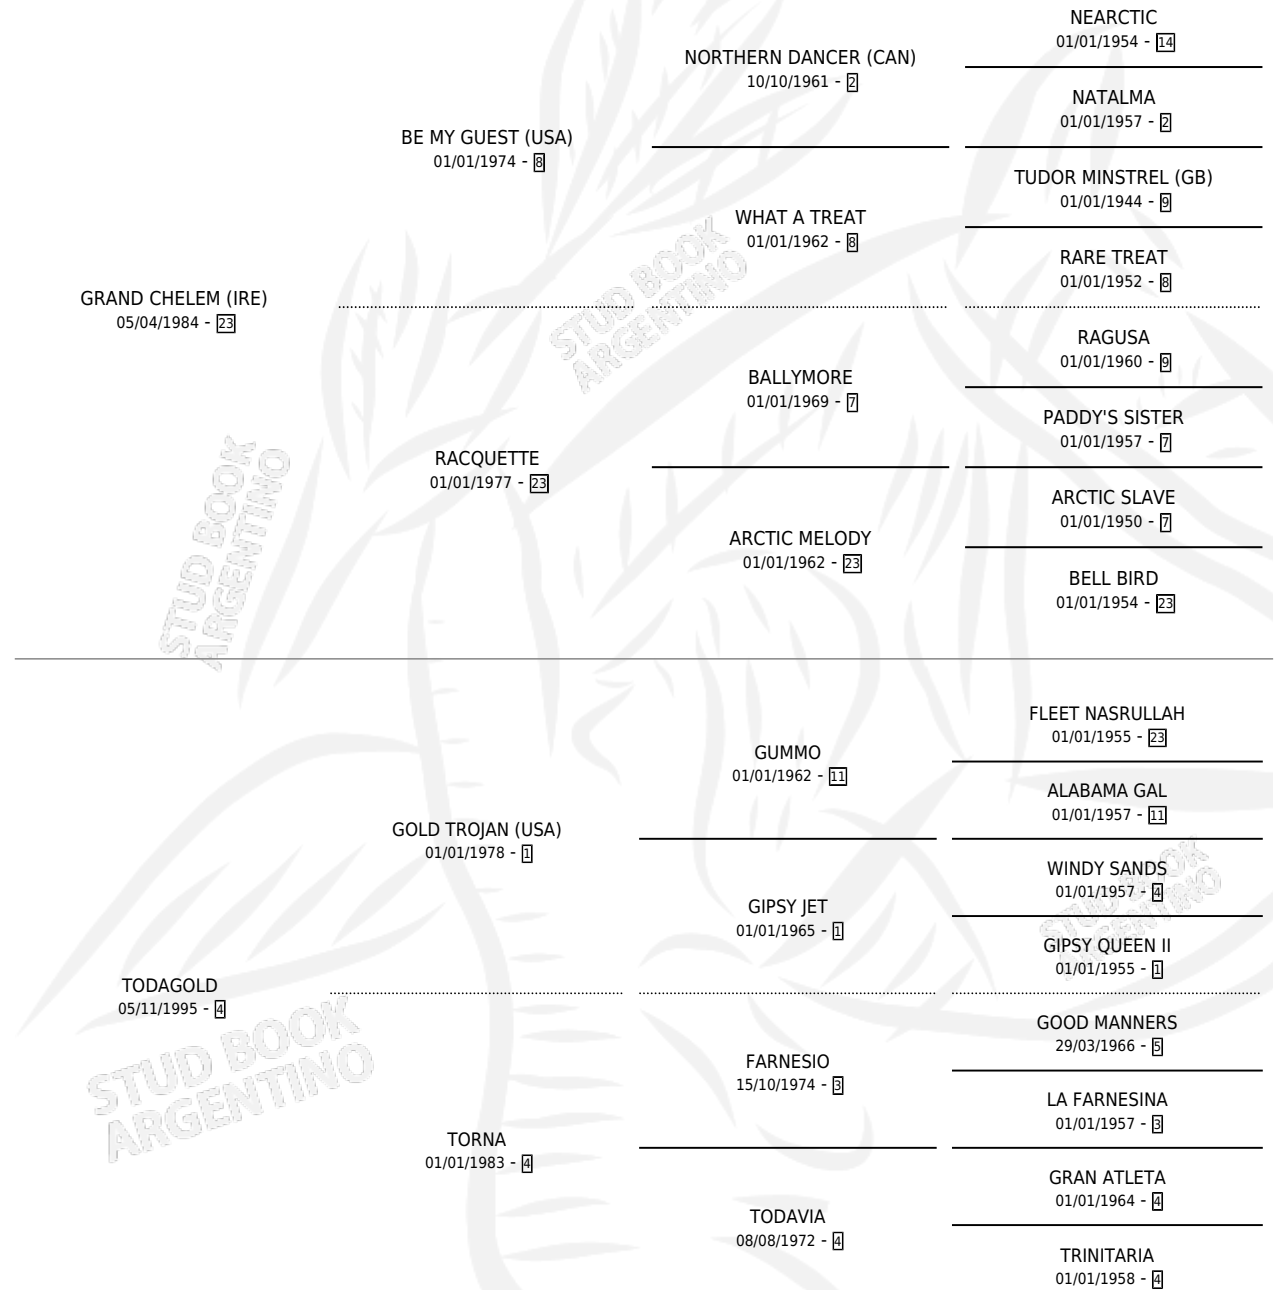 NEARCTIC
01/01/1954 - 14
NORTHERN DANCER (CAN)
10/10/1961 - 2
NATALMA
01/01/1957 - 2
BE MY GUEST (USA)
01/01/1974 - 8
TUDOR MINSTREL (GB)
01/01/1944 - 9
WHAT A TREAT
01/01/1962 - 8
RARE TREAT
01/01/1952 - 8
GRAND CHELEM (IRE)
05/04/1984 - 23
STUD BOOK
ARGENTINO
RAGUSA
01/01/1960 - 9
BALLYMORE
01/01/1969 - 7
PADDY'S SISTER
01/01/1957 - 7
RACQUETTE
01/01/1977 - 23
ARCTIC SLAVE
01/01/1950 - 7
ARCTIC MELODY
01/01/1962 - 23
BELL BIRD
01/01/1954 - 23
STUD BOOK
ARGENTINO
FLEET NASRULLAH
01/01/1955 - 23
GUMMO
01/01/1962 - 11
ALABAMA GAL
01/01/1957 - 11
GOLD TROJAN (USA)
01/01/1978 - 1
WINDY SANDS
01/01/1957 - 4
GIPSY JET
01/01/1965 - 1
GIPSY QUEEN II
01/01/1955 - 1
STUD BOOK
ARGENTINO
TODAGOLD
05/11/1995 - 4
STUD BOOK
ARGENTINO
GOOD MANNERS
29/03/1966 - 5
FARNESIO
15/10/1974 - 3
LA FARNESINA
01/01/1957 - 3
TORNA
01/01/1983 - 4
GRAN ATLETA
01/01/1964 - 4
TODAVIA
08/08/1972 - 4
TRINITARIA
01/01/1958 - 4